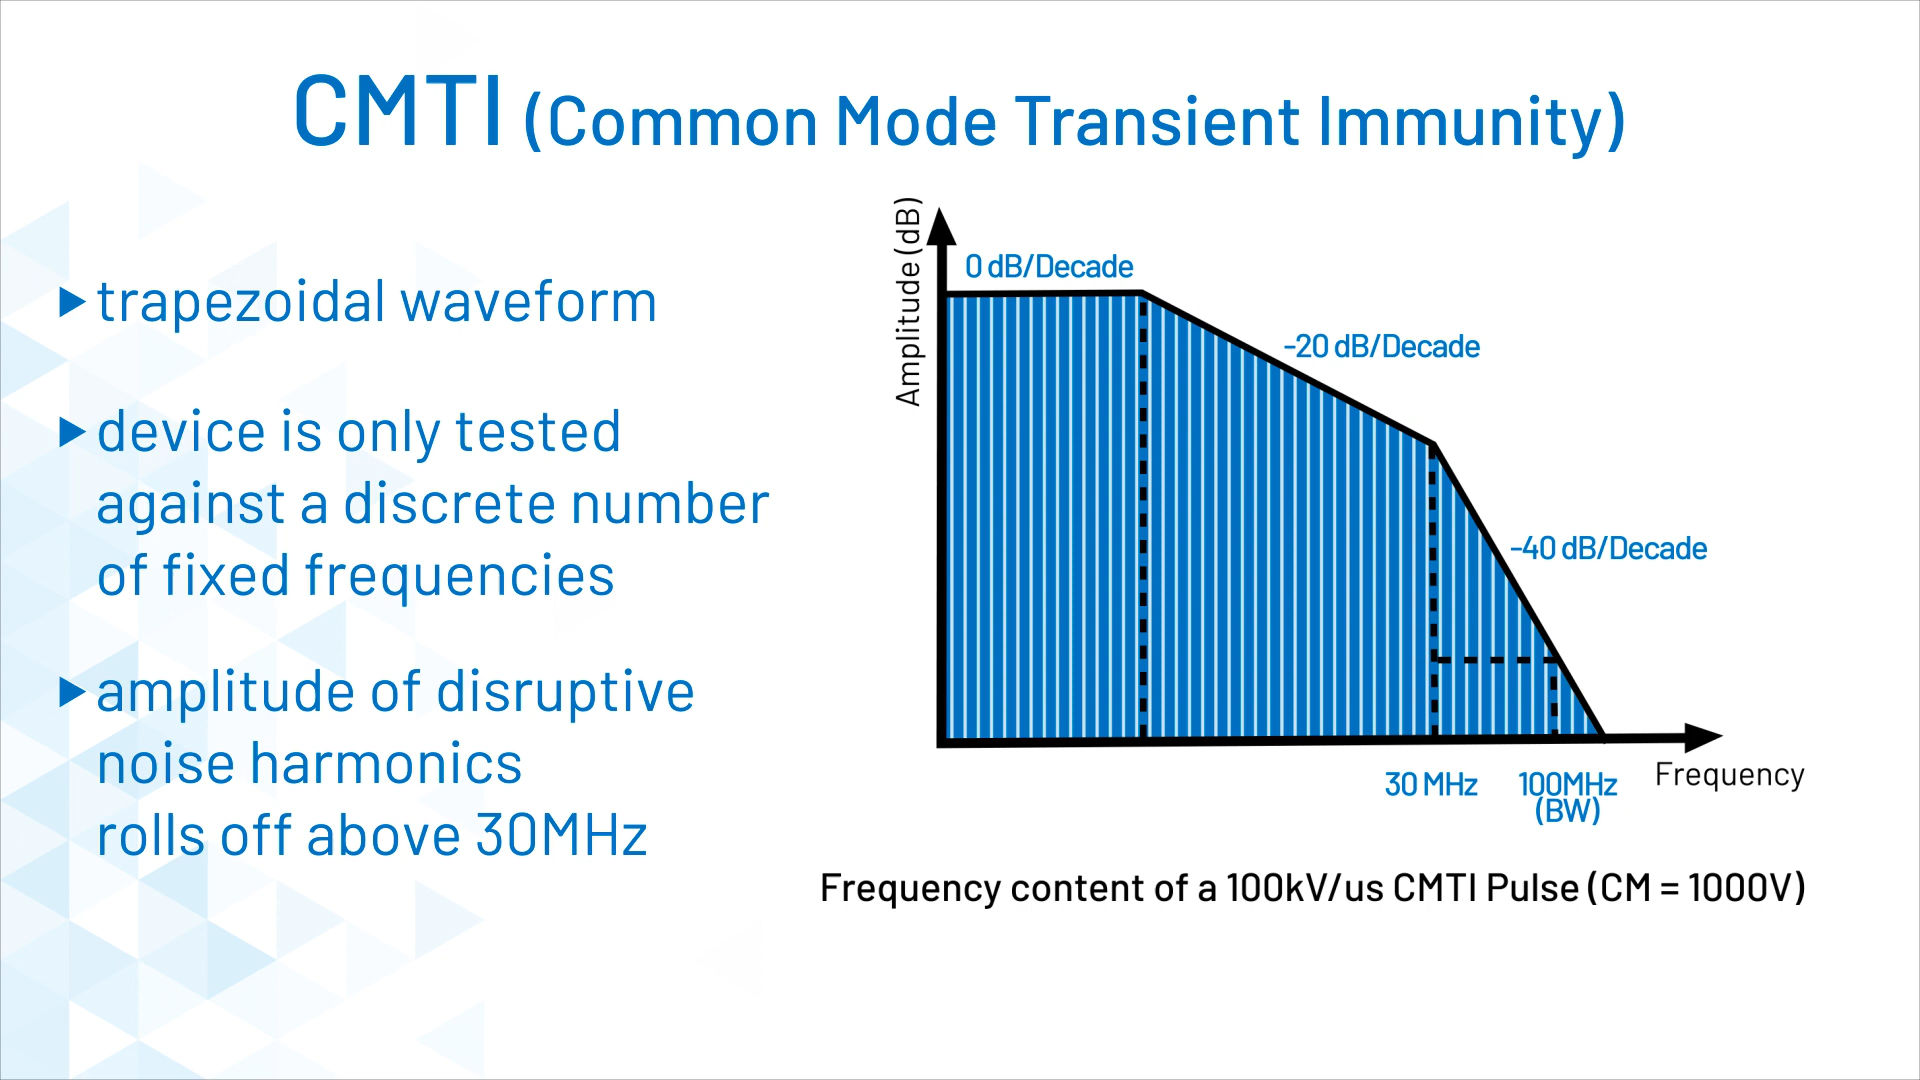 CMTI (Common Mode Transient Immunity)
trapezoidal waveform
device is only tested
against a discrete number
of fixed frequencies
amplitude of disruptive
noise harmonics
rolls off above 30MHz
Amplitude (dB)
0 dB/Decade
-20 dB/Decade
-40 dB/Decade
30 MHz
100MHz
(BW)
Frequency
Frequency content of a 100kV/us CMTI Pulse (CM = 1000V)